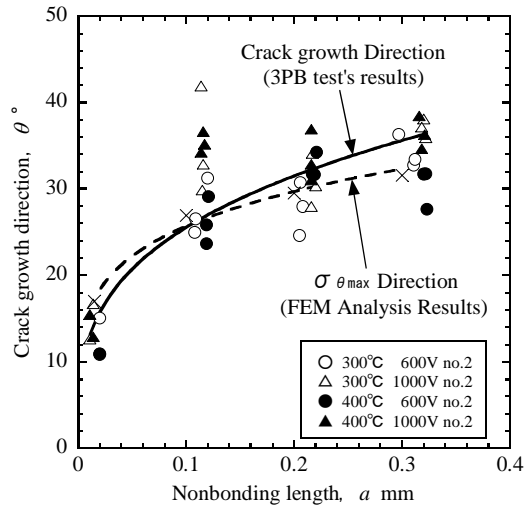 50
40
30
20
10
0
Crack growth direction, θ °
Crack growth Direction
(3PB test's results)
σ θ max Direction
(FEM Analysis Results)
300℃ 600V no.2
300℃ 1000V no.2
400℃ 600V no.2
400℃ 1000V no.2
0 0.1 0.2 0.3 0.4
Nonbonding length, a mm